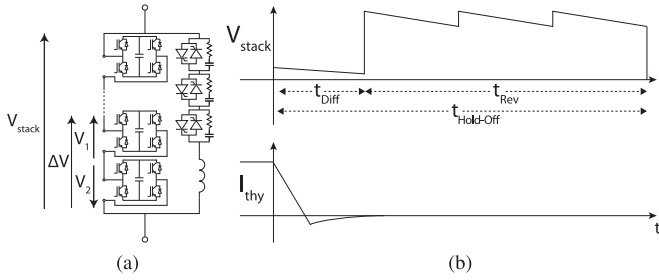 V_stack
ΔV
V_1
V_2
(a)
V_stack
t_Diff
t_Rev
t_Hold-Off
I_thy
t
(b)